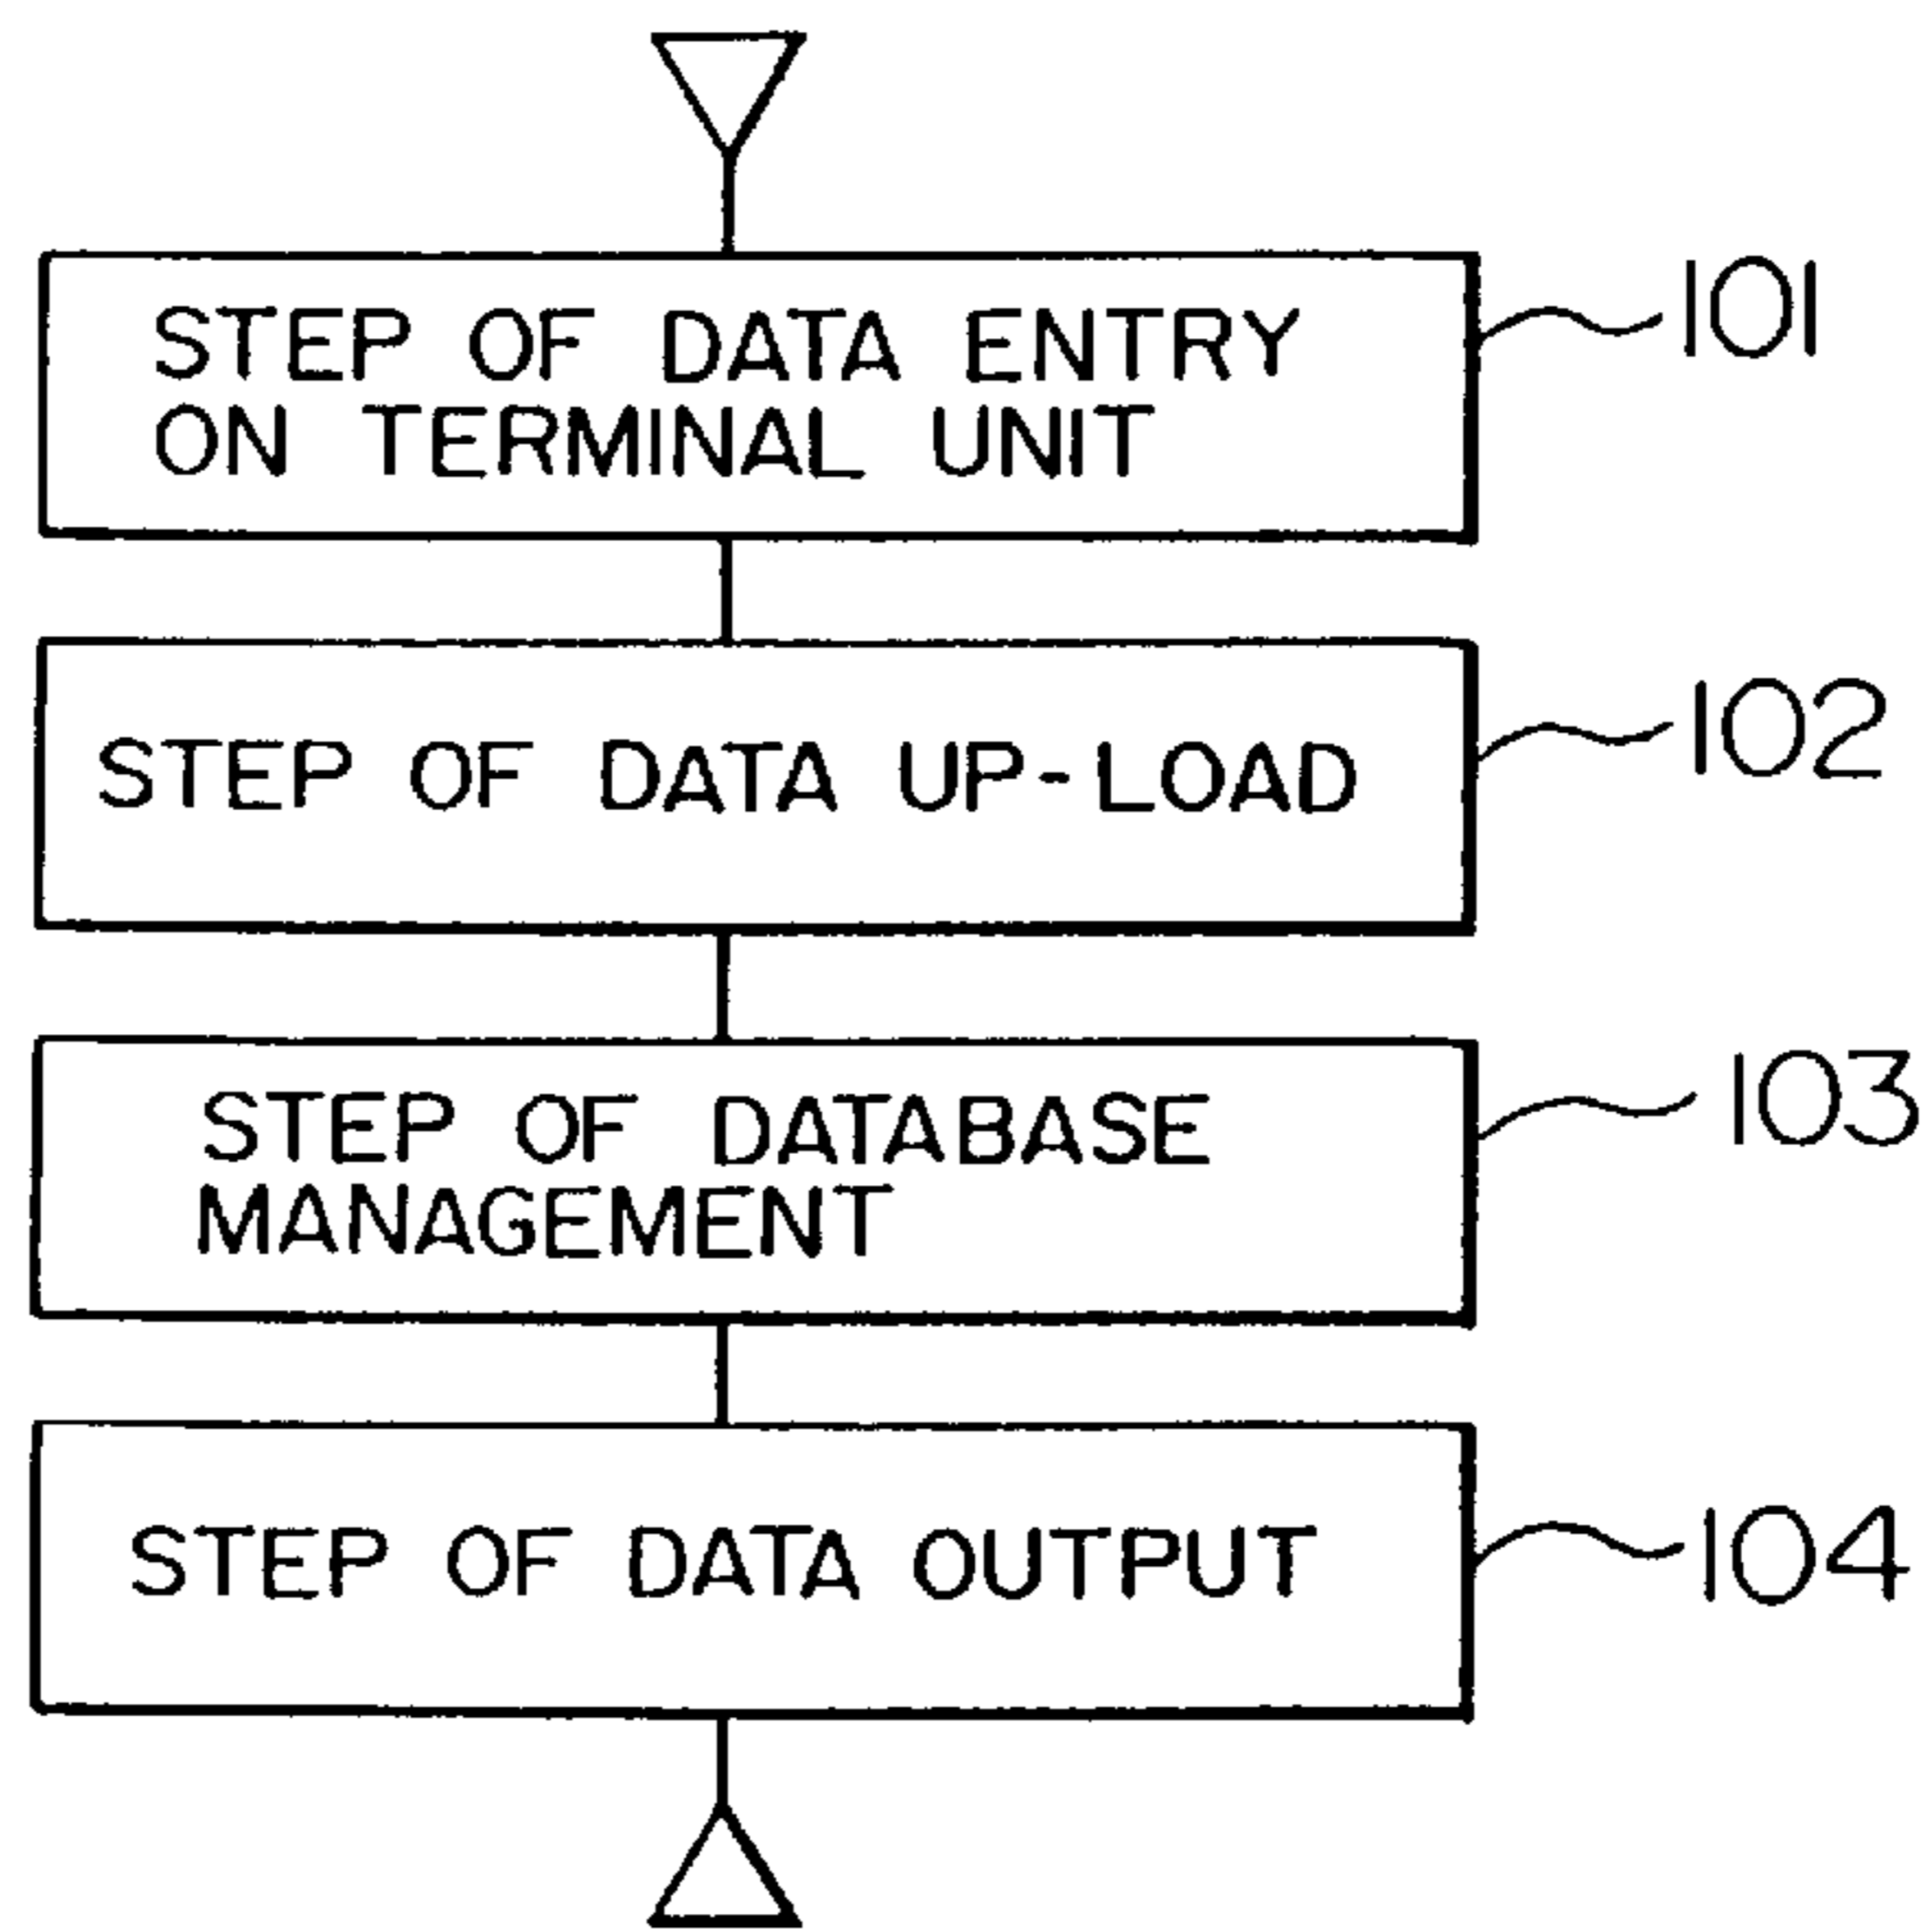 STEP OF DATA ENTRY
ON TERMINAL UNIT
101
STEP OF DATA UP-LOAD
102
STEP OF DATABASE
MANAGEMENT
103
STEP OF DATA OUTPUT
104